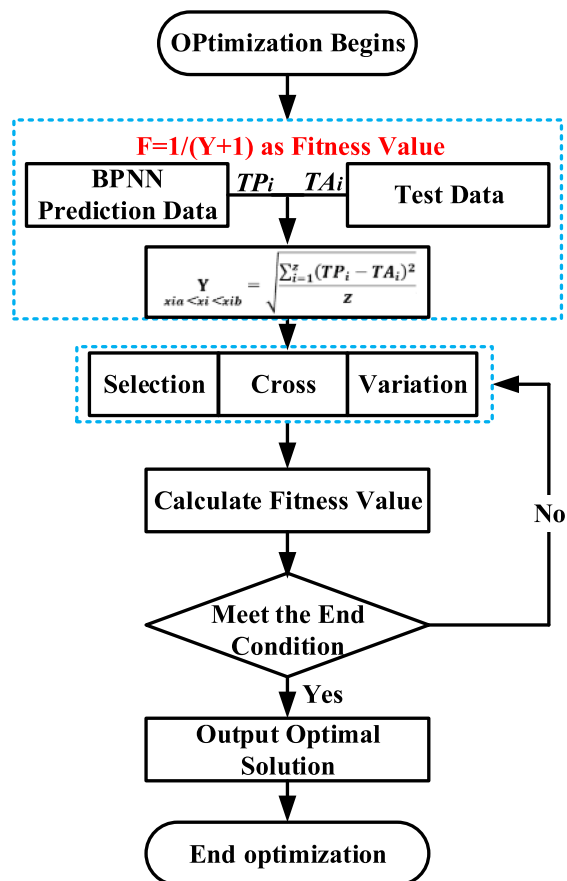 OPtimization Begins
F=1/(Y+1) as Fitness Value
BPNN
Prediction Data
TPi
TAi
Test Data
Y = √(∑ᶻᵢ₌₁(TPᵢ − TAᵢ)² / z)
xia<xi<xib
Selection
Cross
Variation
Calculate Fitness Value
No
Meet the End
Condition
Yes
Output Optimal
Solution
End optimization